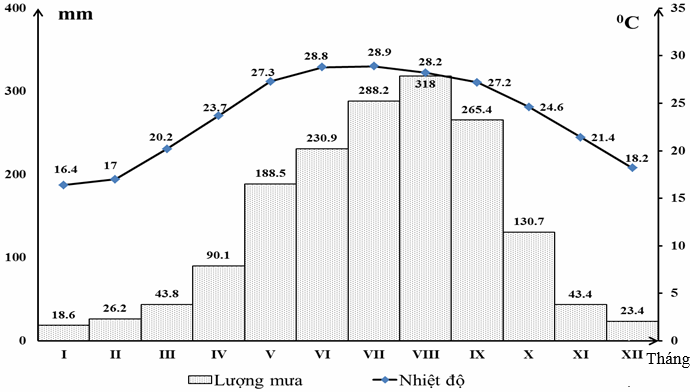 mm
⁰C
400
300
200
100
0
35
30
25
20
15
10
5
0
16.4 17 20.2 23.7 27.3 28.8 28.9 28.2 27.2 24.6 21.4 18.2
18.6 26.2 43.8 90.1 188.5 230.9 288.2 318 265.4 130.7 43.4 23.4
I II III IV V VI VII VIII IX X XI XII Tháng
Lượng mưa Nhiệt độ